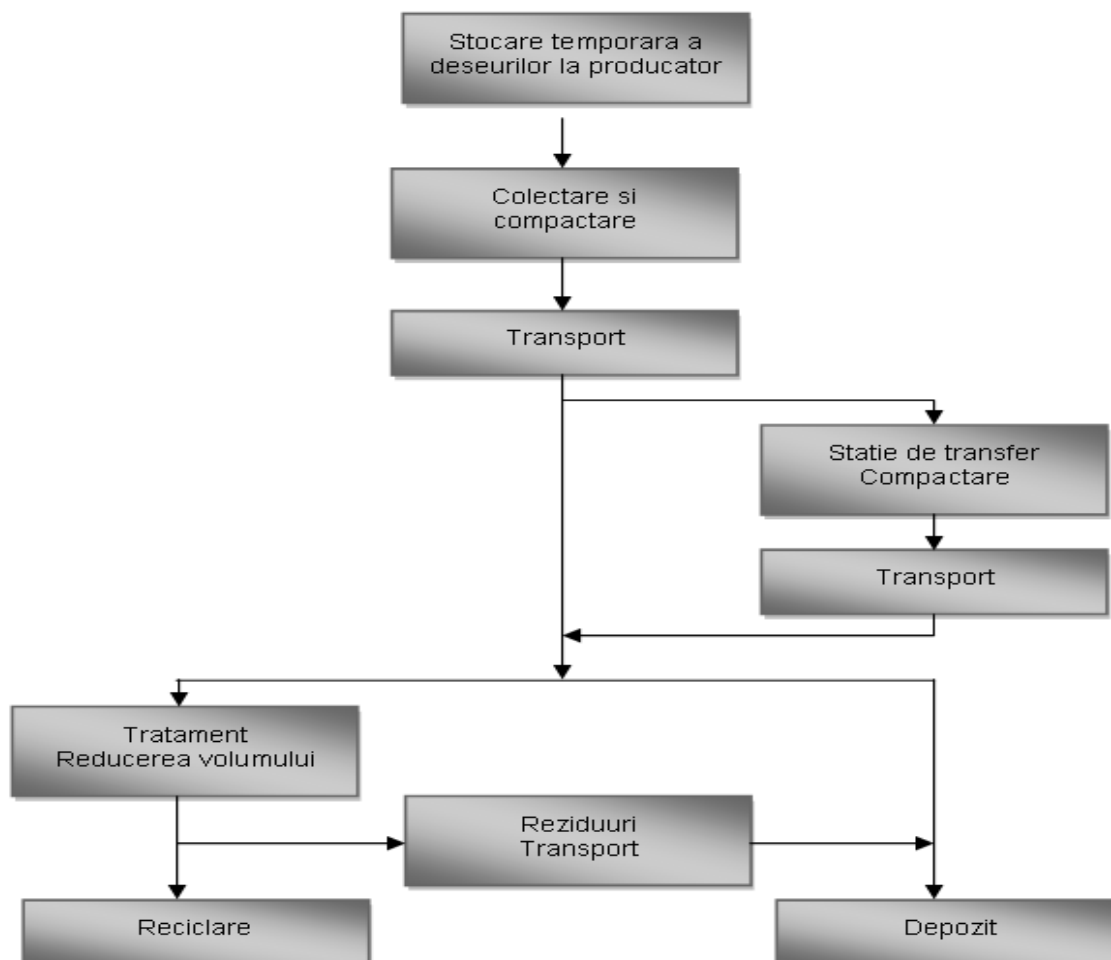 Stocare temporara a
deseurilor la producator
Colectare si
compactare
Transport
Statie de transfer
Compactare
Transport
Tratament
Reducerea volumului
Reziduuri
Transport
Reciclare
Depozit